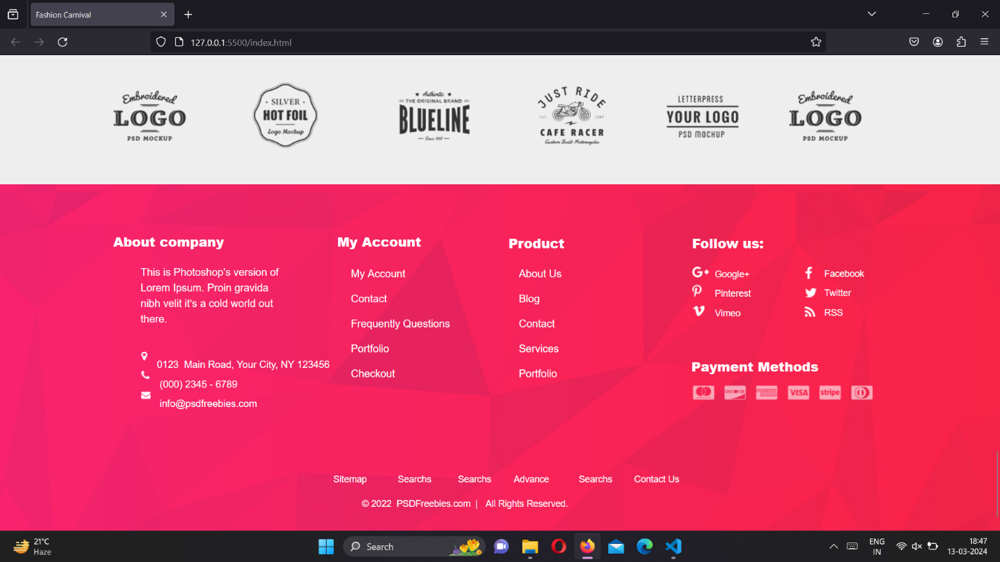 Fashion Carnival
127.0.0.1:5500/index.html
Embroidered
LOGO
PSD MOCKUP
· SILVER ·
HOT FOIL
Logo Mockup
Authentic
THE ORIGINAL BRAND
BLUELINE
Since 1968
JUST RIDE
EST.
CAFE RACER
Custom Built Motorcycles
LETTERPRESS
YOUR LOGO
PSD MOCHUP
Embroidered
LOGO
PSD MOCKUP
About company
This is Photoshop's version of
Lorem Ipsum. Proin gravida
nibh velit it's a cold world out
there.
0123 Main Road, Your City, NY 123456
(000) 2345 - 6789
info@psdfreebies.com
My Account
My Account
Contact
Frequently Questions
Portfolio
Checkout
Product
About Us
Blog
Contact
Services
Portfolio
Follow us:
Google+ Facebook
Pinterest Twitter
Vimeo RSS
Payment Methods
DISCOVER
VISA
stripe
Sitemap Searchs Searchs Advance Searchs Contact Us
© 2022 PSDFreebies.com | All Rights Reserved.
21°C
Haze
Search
ENG
IN
18:47
13-03-2024